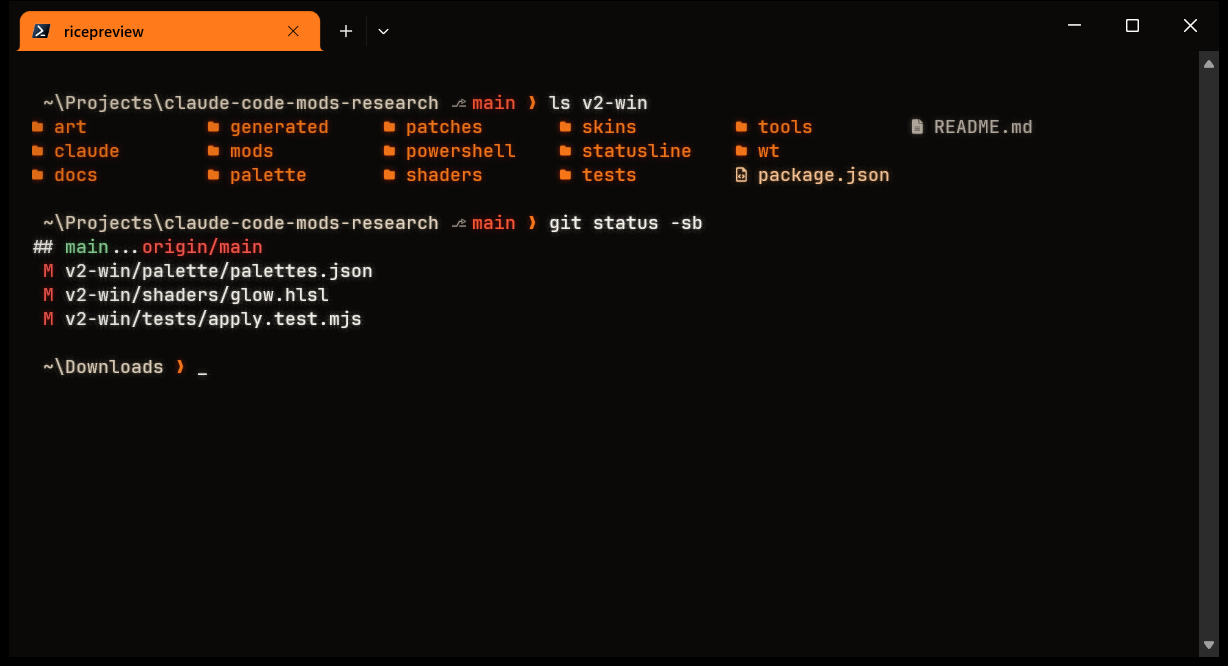 ricepreview
~\Projects\claude-code-mods-research main ❯ ls v2-win
art generated patches skins tools README.md
claude mods powershell statusline wt
docs palette shaders tests package.json
~\Projects\claude-code-mods-research main ❯ git status -sb
## main...origin/main
M v2-win/palette/palettes.json
M v2-win/shaders/glow.hlsl
M v2-win/tests/apply.test.mjs
~\Downloads ❯ _